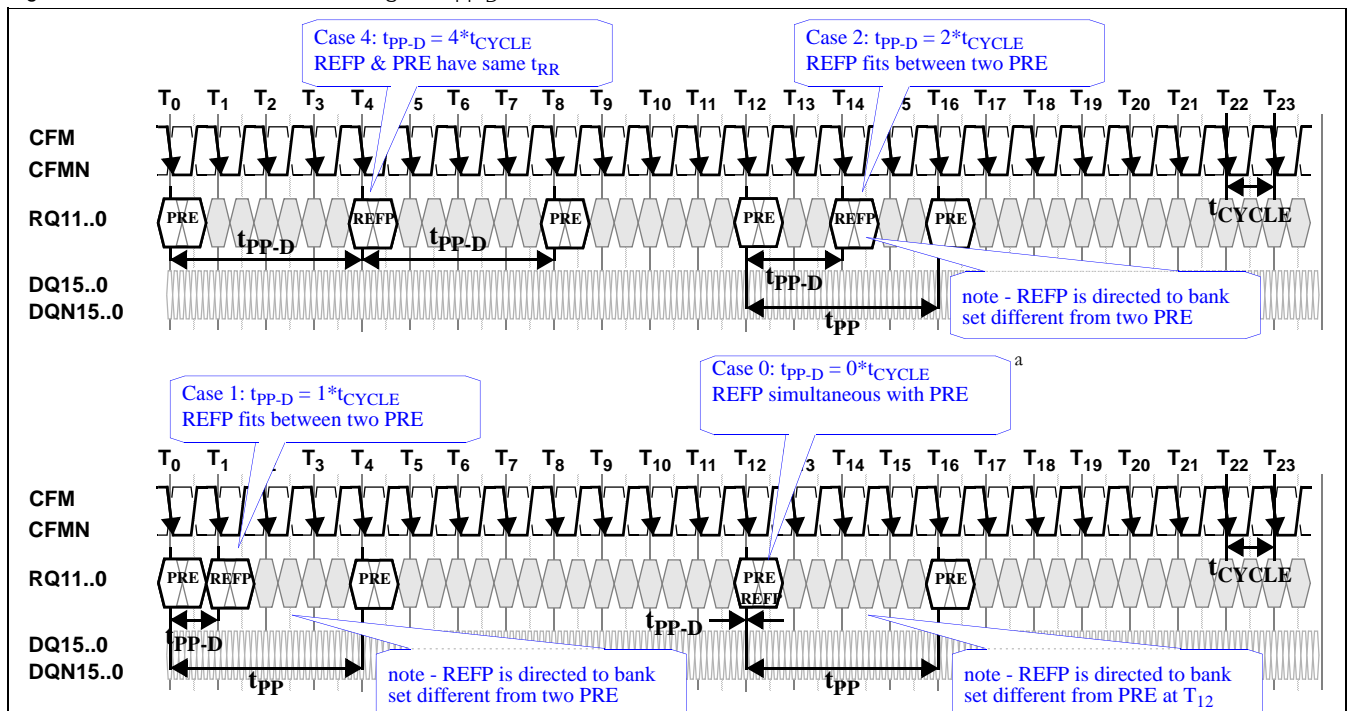 Case 4: tPP-D = 4*tCYCLE
REFP & PRE have same tRR
Case 2: tPP-D = 2*tCYCLE
REFP fits between two PRE
T0 T1 T2 T3 T4 5 T6 T7 T8 T9 T10 T11 T12 T13 T14 5 T16 T17 T18 T19 T20 T21 T22 T23
CFM
CFMN
RQ11..0
PRE REFP PRE PRE REFP PRE
tCYCLE
tPP-D tPP-D tPP-D
DQ15..0
DQN15..0
tPP
note - REFP is directed to bank
set different from two PRE
Case 1: tPP-D = 1*tCYCLE
REFP fits between two PRE
Case 0: tPP-D = 0*tCYCLE
REFP simultaneous with PRE
a
T0 T1 T3 T4 T5 T6 T7 T8 T9 T10 T11 T12 3 T14 T15 T16 T17 T18 T19 T20 T21 T22 T23
CFM
CFMN
RQ11..0
PRE REFP PRE PRE REFP PRE
tCYCLE
tPP-D tPP-D
DQ15..0
DQN15..0
tPP tPP
note - REFP is directed to bank
set different from two PRE
note - REFP is directed to bank
set different from PRE at T12